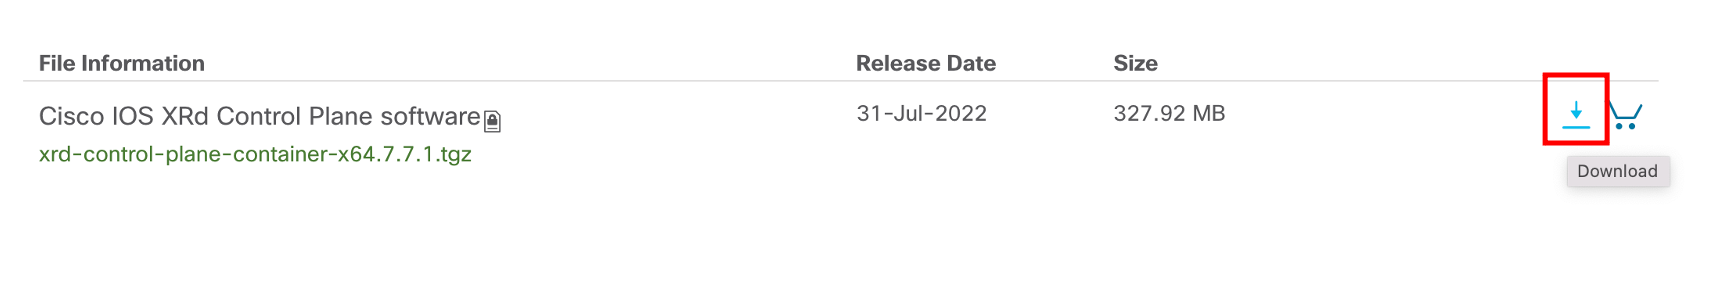 File Information Release Date Size
Cisco IOS XRd Control Plane software 31-Jul-2022 327.92 MB
xrd-control-plane-container-x64.7.7.1.tgz
Download